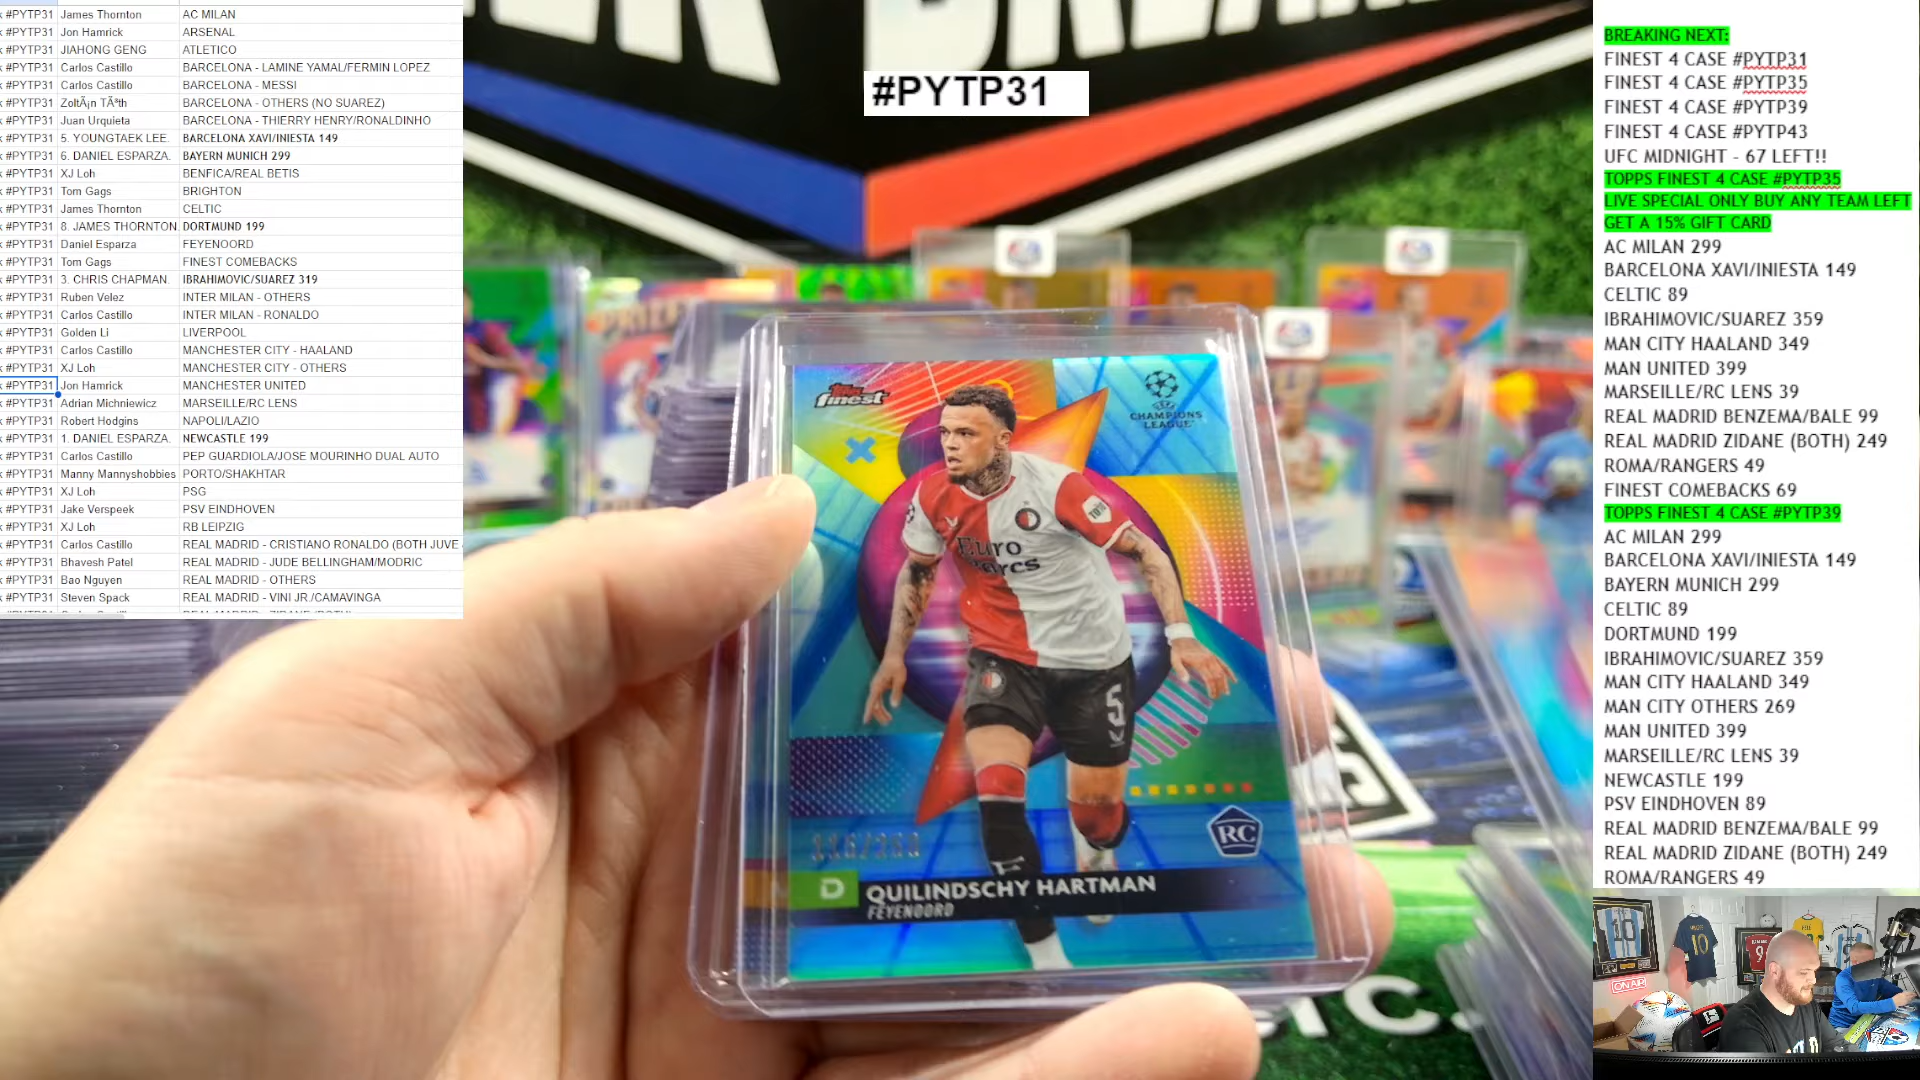 k #PYTP31 James Thornton AC MILAN
k #PYTP31 Jon Hamrick ARSENAL
k #PYTP31 JIAHONG GENG ATLETICO
k #PYTP31 Carlos Castillo BARCELONA - LAMINE YAMAL/FERMIN LOPEZ
k #PYTP31 Carlos Castillo BARCELONA - MESSI
k #PYTP31 ZoltÃ¡n TÃ³th BARCELONA - OTHERS (NO SUAREZ)
k #PYTP31 Juan Urquieta BARCELONA - THIERRY HENRY/RONALDINHO
k #PYTP31 5. YOUNGTAEK LEE. BARCELONA XAVI/INIESTA 149
k #PYTP31 6. DANIEL ESPARZA. BAYERN MUNICH 299
k #PYTP31 XJ Loh BENFICA/REAL BETIS
k #PYTP31 Tom Gags BRIGHTON
k #PYTP31 James Thornton CELTIC
k #PYTP31 8. JAMES THORNTON. DORTMUND 199
k #PYTP31 Daniel Esparza FEYENOORD
k #PYTP31 Tom Gags FINEST COMEBACKS
k #PYTP31 3. CHRIS CHAPMAN. IBRAHIMOVIC/SUAREZ 319
k #PYTP31 Ruben Velez INTER MILAN - OTHERS
k #PYTP31 Carlos Castillo INTER MILAN - RONALDO
k #PYTP31 Golden Li LIVERPOOL
k #PYTP31 Carlos Castillo MANCHESTER CITY - HAALAND
k #PYTP31 XJ Loh MANCHESTER CITY - OTHERS
k #PYTP31 Jon Hamrick MANCHESTER UNITED
k #PYTP31 Adrian Michniewicz MARSEILLE/RC LENS
k #PYTP31 Robert Hodgins NAPOLI/LAZIO
k #PYTP31 1. DANIEL ESPARZA. NEWCASTLE 199
k #PYTP31 Carlos Castillo PEP GUARDIOLA/JOSE MOURINHO DUAL AUTO
k #PYTP31 Manny Mannyshobbies PORTO/SHAKHTAR
k #PYTP31 XJ Loh PSG
k #PYTP31 Jake Verspeek PSV EINDHOVEN
k #PYTP31 XJ Loh RB LEIPZIG
k #PYTP31 Carlos Castillo REAL MADRID - CRISTIANO RONALDO (BOTH JUVE
k #PYTP31 Bhavesh Patel REAL MADRID - JUDE BELLINGHAM/MODRIC
k #PYTP31 Bao Nguyen REAL MADRID - OTHERS
k #PYTP31 Steven Spack REAL MADRID - VINI JR./CAMAVINGA
#PYTP31
Topps
finest
UEFA
CHAMPIONS
LEAGUE
Euro
5
RC
D QUILINDSCHY HARTMAN
FEYENOORD
BREAKING NEXT:
FINEST 4 CASE #PYTP31
FINEST 4 CASE #PYTP35
FINEST 4 CASE #PYTP39
FINEST 4 CASE #PYTP43
UFC MIDNIGHT - 67 LEFT!!
TOPPS FINEST 4 CASE #PYTP35
LIVE SPECIAL ONLY BUY ANY TEAM LEFT
GET A 15% GIFT CARD
AC MILAN 299
BARCELONA XAVI/INIESTA 149
CELTIC 89
IBRAHIMOVIC/SUAREZ 359
MAN CITY HAALAND 349
MAN UNITED 399
MARSEILLE/RC LENS 39
REAL MADRID BENZEMA/BALE 99
REAL MADRID ZIDANE (BOTH) 249
ROMA/RANGERS 49
FINEST COMEBACKS 69
TOPPS FINEST 4 CASE #PYTP39
AC MILAN 299
BARCELONA XAVI/INIESTA 149
BAYERN MUNICH 299
CELTIC 89
DORTMUND 199
IBRAHIMOVIC/SUAREZ 359
MAN CITY HAALAND 349
MAN CITY OTHERS 269
MAN UNITED 399
MARSEILLE/RC LENS 39
NEWCASTLE 199
PSV EINDHOVEN 89
REAL MADRID BENZEMA/BALE 99
REAL MADRID ZIDANE (BOTH) 249
ROMA/RANGERS 49
ON AIR
10